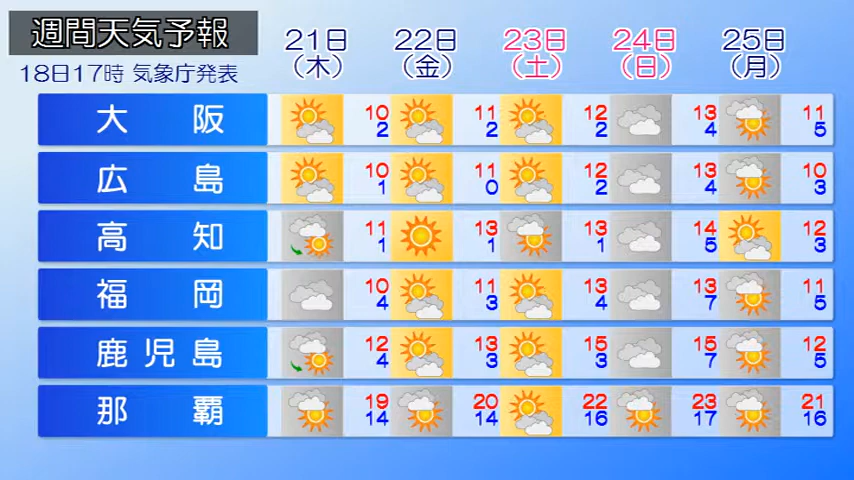 週間天気予報
18日17時 気象庁発表
21日 22日 23日 24日 25日
(木) (金) (土) (日) (月)
大阪 10 2 11 2 12 2 13 4 11 5
広島 10 1 11 0 12 2 13 4 10 3
高知 11 1 13 1 13 1 14 5 12 3
福岡 10 4 11 3 13 4 13 7 11 5
鹿児島 12 4 13 3 15 3 15 7 12 5
那覇 19 14 20 14 22 16 23 17 21 16